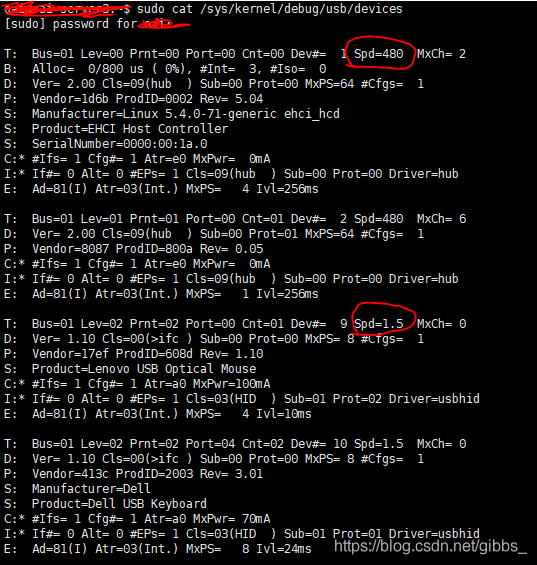 $ sudo cat /sys/kernel/debug/usb/devices
[sudo] password for
T:  Bus=01 Lev=00 Prnt=00 Port=00 Cnt=00 Dev#=  1 Spd=480  MxCh= 2
B:  Alloc=  0/800 us ( 0%), #Int=  3, #Iso=  0
D:  Ver= 2.00 Cls=09(hub  ) Sub=00 Prot=00 MxPS=64 #Cfgs=  1
P:  Vendor=1d6b ProdID=0002 Rev= 5.04
S:  Manufacturer=Linux 5.4.0-71-generic ehci_hcd
S:  Product=EHCI Host Controller
S:  SerialNumber=0000:00:1a.0
C:* #Ifs= 1 Cfg#= 1 Atr=e0 MxPwr=  0mA
I:* If#= 0 Alt= 0 #EPs= 1 Cls=09(hub  ) Sub=00 Prot=00 Driver=hub
E:  Ad=81(I) Atr=03(Int.) MxPS=   4 Ivl=256ms
T:  Bus=01 Lev=01 Prnt=01 Port=00 Cnt=01 Dev#=  2 Spd=480  MxCh= 6
D:  Ver= 2.00 Cls=09(hub  ) Sub=00 Prot=01 MxPS=64 #Cfgs=  1
P:  Vendor=8087 ProdID=800a Rev= 0.05
C:* #Ifs= 1 Cfg#= 1 Atr=e0 MxPwr=  0mA
I:* If#= 0 Alt= 0 #EPs= 1 Cls=09(hub  ) Sub=00 Prot=00 Driver=hub
E:  Ad=81(I) Atr=03(Int.) MxPS=   1 Ivl=256ms
T:  Bus=01 Lev=02 Prnt=02 Port=01 Cnt=01 Dev#=  9 Spd=1.5  MxCh= 0
D:  Ver= 1.10 Cls=00(>ifc ) Sub=00 Prot=00 MxPS= 8 #Cfgs=  1
P:  Vendor=17ef ProdID=608d Rev= 1.10
S:  Product=Lenovo USB Optical Mouse
C:* #Ifs= 1 Cfg#= 1 Atr=a0 MxPwr=100mA
I:* If#= 0 Alt= 0 #EPs= 1 Cls=03(HID  ) Sub=01 Prot=02 Driver=usbhid
E:  Ad=81(I) Atr=03(Int.) MxPS=   4 Ivl=10ms
T:  Bus=01 Lev=02 Prnt=02 Port=04 Cnt=02 Dev#= 10 Spd=1.5  MxCh= 0
D:  Ver= 1.10 Cls=00(>ifc ) Sub=00 Prot=00 MxPS= 8 #Cfgs=  1
P:  Vendor=413c ProdID=2003 Rev= 3.01
S:  Manufacturer=Dell
S:  Product=Dell USB Keyboard
C:* #Ifs= 1 Cfg#= 1 Atr=a0 MxPwr= 70mA
I:* If#= 0 Alt= 0 #EPs= 1 Cls=03(HID  ) Sub=01 Prot=01 Driver=usbhid
E:  Ad=81(I) Atr=03(Int.) MxPS=   8 Ivl=24ms
https://blog.csdn.net/gibbs_